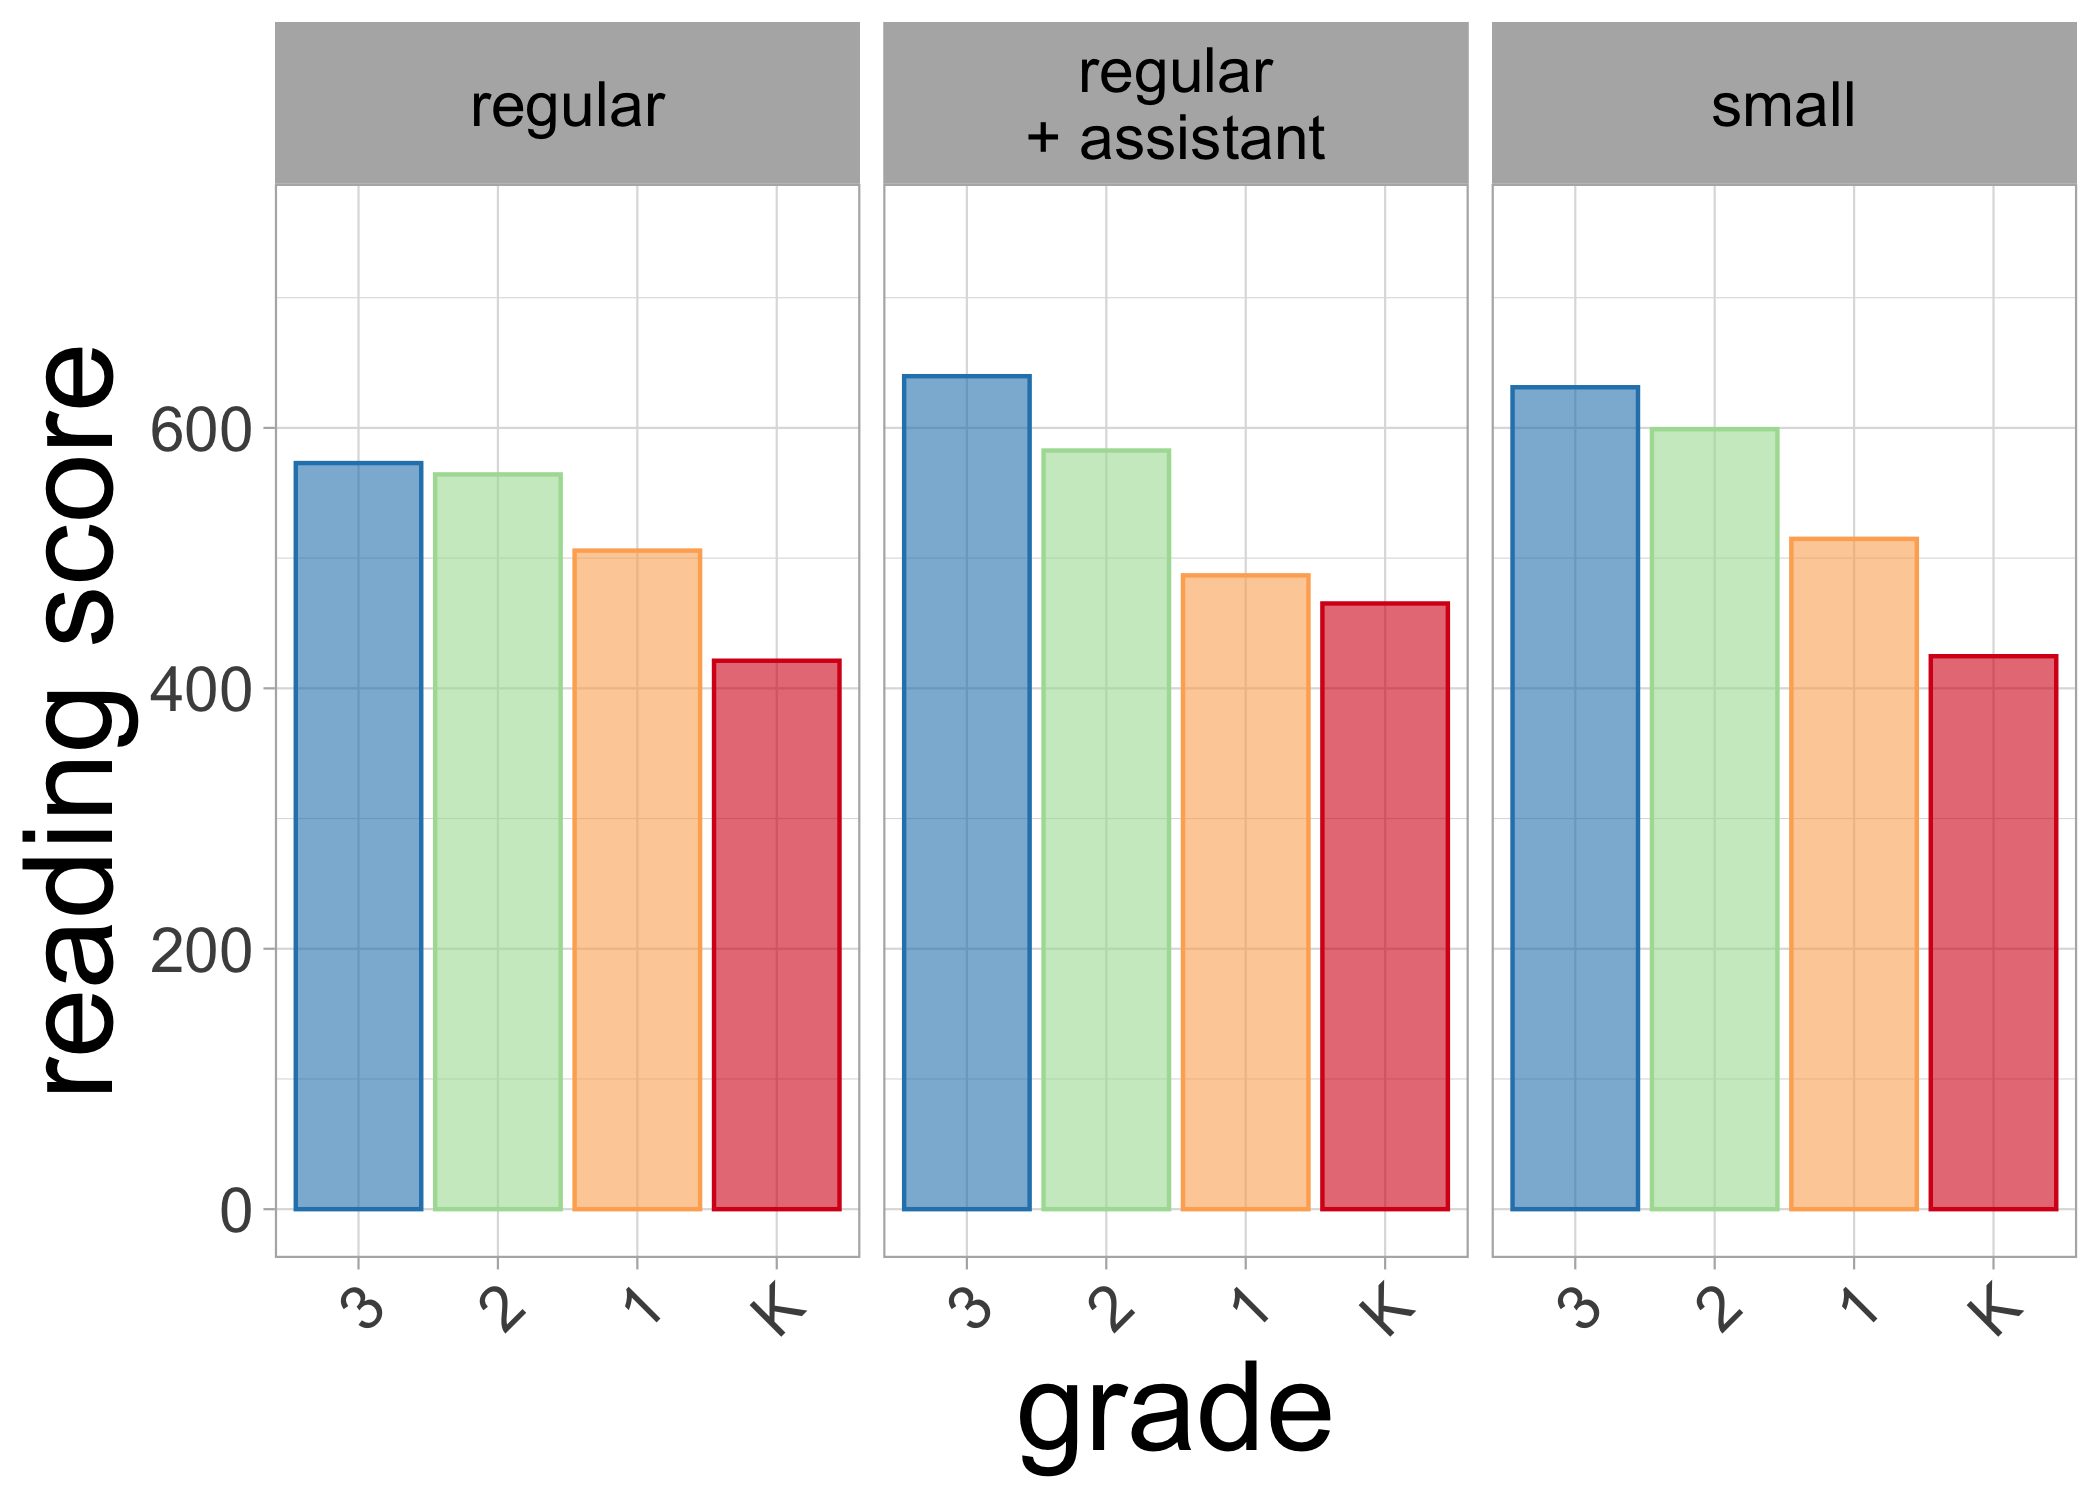 regular
regular
+ assistant
small
reading score
600
400
200
0
3 2 1 K
3 2 1 K
3 2 1 K
grade